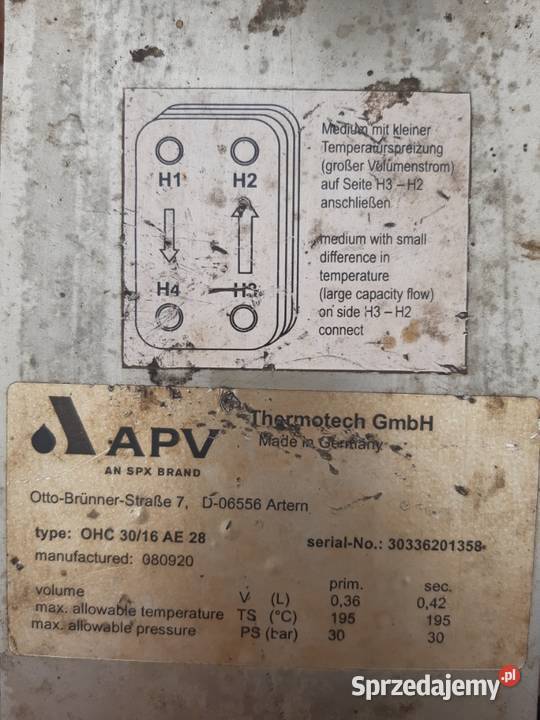 H1 H2
H4 H3
Medium mit kleiner
Temperaturspreizung
(großer Volumenstrom)
auf Seite H3 – H2
anschließen
medium with small
difference in
temperature
(large capacity flow)
on side H3 – H2
connect
APV
AN SPX BRAND
Thermotech GmbH
Made in Germany
Otto-Brünner-Straße 7, D-06556 Artern
type: OHC 30/16 AE 28 serial-No.: 30336201358
manufactured: 080920
prim. sec.
volume V (L) 0,36 0,42
max. allowable temperature TS (°C) 195 195
max. allowable pressure PS (bar) 30 30
Sprzedajemy.pl